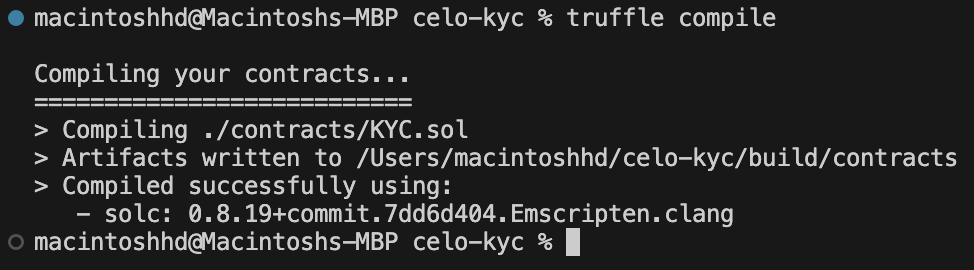 macintoshhd@Macintoshs-MBP celo-kyc % truffle compile
Compiling your contracts...
===========================
> Compiling ./contracts/KYC.sol
> Artifacts written to /Users/macintoshhd/celo-kyc/build/contracts
> Compiled successfully using:
   - solc: 0.8.19+commit.7dd6d404.Emscripten.clang
macintoshhd@Macintoshs-MBP celo-kyc %